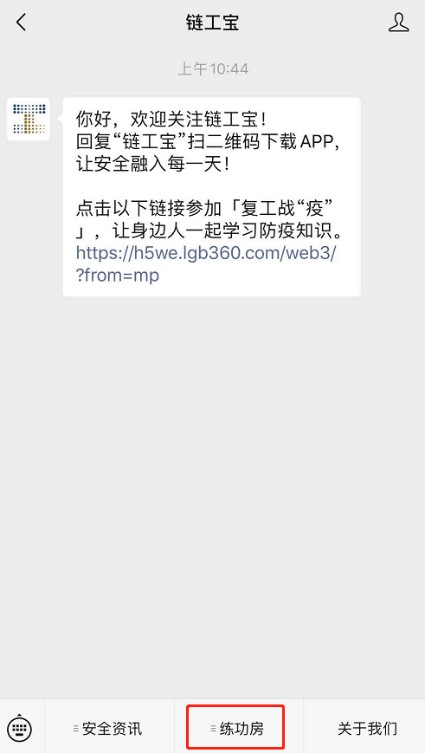 链工宝
上午10:44
你好，欢迎关注链工宝！
回复“链工宝”扫二维码下载APP，
让安全融入每一天！
点击以下链接参加「复工战“疫”
」，让身边人一起学习防疫知识。
https://h5we.lgb360.com/web3/
?from=mp
安全资讯
练功房
关于我们